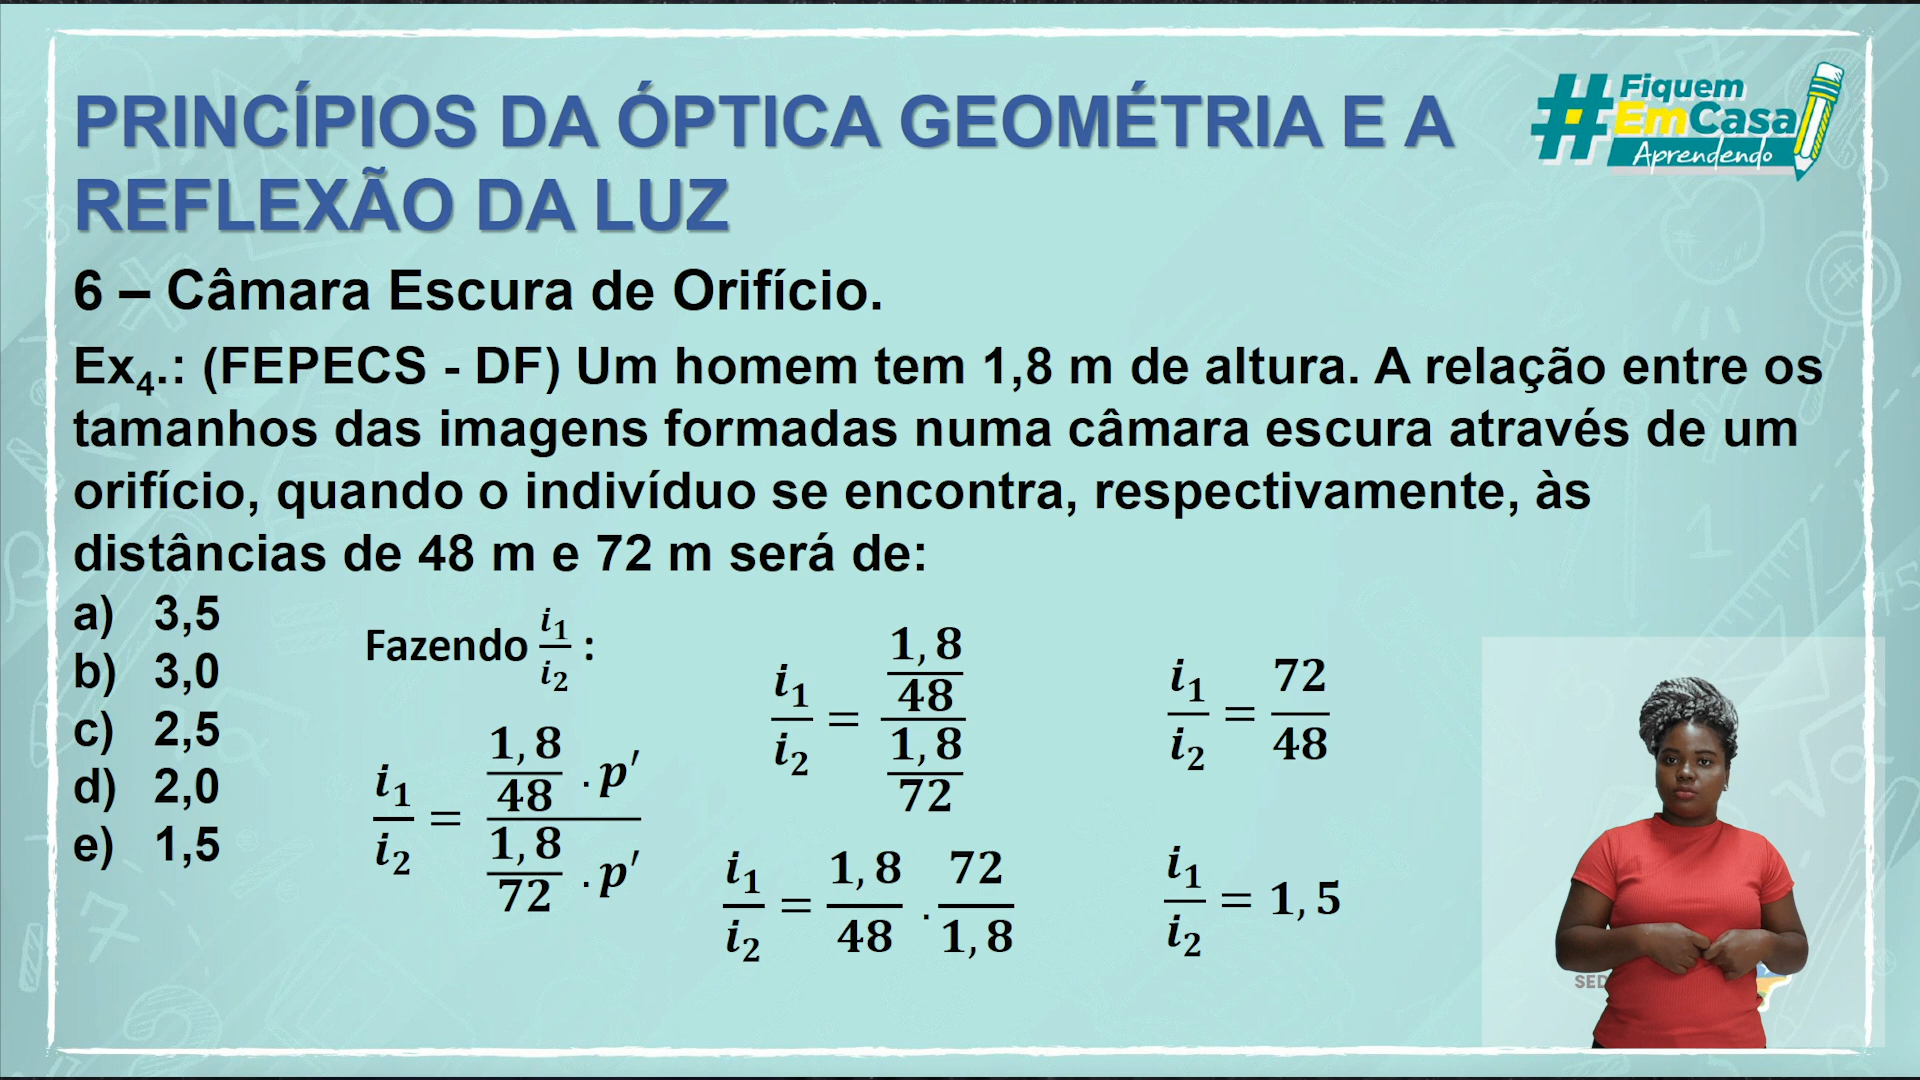 PRINCÍPIOS DA ÓPTICA GEOMÉTRIA E A
REFLEXÃO DA LUZ
#Fiquem
EmCasa
Aprendendo
6 – Câmara Escura de Orifício.
Ex₄.: (FEPECS - DF) Um homem tem 1,8 m de altura. A relação entre os
tamanhos das imagens formadas numa câmara escura através de um
orifício, quando o indivíduo se encontra, respectivamente, às
distâncias de 48 m e 72 m será de:
a) 3,5
b) 3,0
c) 2,5
d) 2,0
e) 1,5
Fazendo i₁/i₂ :
i₁/i₂ = (1,8/48 . p′)/(1,8/72 . p′)
i₁/i₂ = (1,8/48)/(1,8/72)
i₁/i₂ = 1,8/48 . 72/1,8
i₁/i₂ = 72/48
i₁/i₂ = 1,5
SED